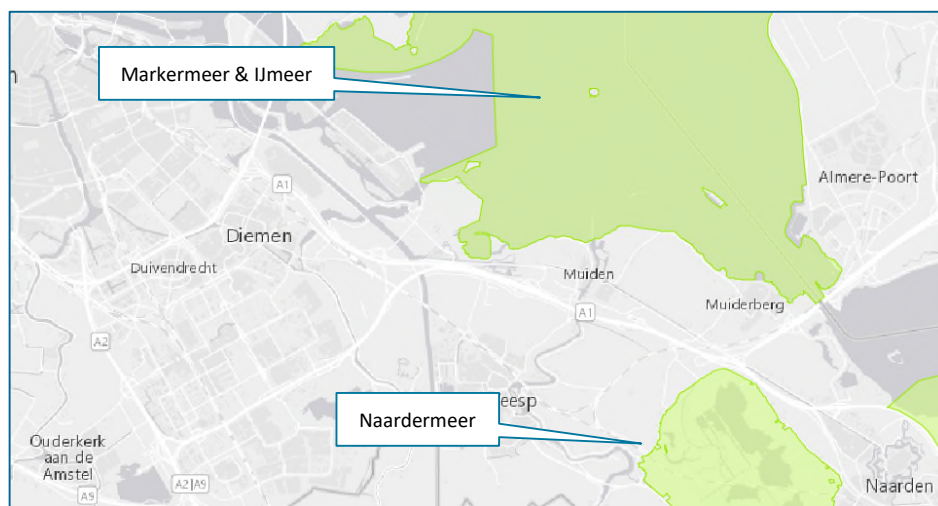 Markermeer & IJmeer
Almere-Poort
A1
Diemen
Duivendrecht
Muiden
Muiderberg
A1
A2
eesp
Naardermeer
Ouderkerk
aan de
Amstel
A2|A9
A9
Naarden
n